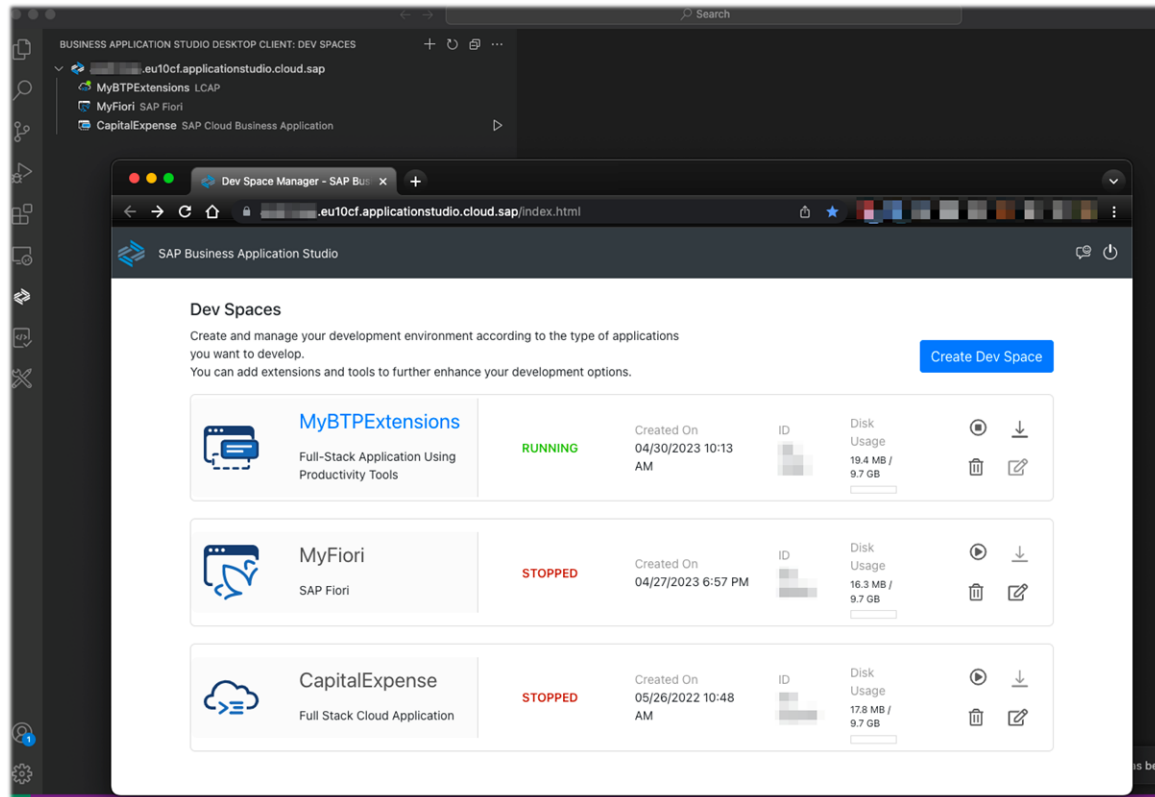 Search
BUSINESS APPLICATION STUDIO DESKTOP CLIENT: DEV SPACES
.eu10cf.applicationstudio.cloud.sap
MyBTPExtensions LCAP
MyFiori SAP Fiori
CapitalExpense SAP Cloud Business Application
Dev Space Manager - SAP Bus
.eu10cf.applicationstudio.cloud.sap/index.html
SAP Business Application Studio
Dev Spaces
Create and manage your development environment according to the type of applications
you want to develop.
You can add extensions and tools to further enhance your development options.
Create Dev Space
MyBTPExtensions
Full-Stack Application Using
Productivity Tools
RUNNING
Created On
04/30/2023 10:13
AM
ID
Disk
Usage
19.4 MB /
9.7 GB
MyFiori
SAP Fiori
STOPPED
Created On
04/27/2023 6:57 PM
ID
Disk
Usage
16.3 MB /
9.7 GB
CapitalExpense
Full Stack Cloud Application
STOPPED
Created On
05/26/2022 10:48
AM
ID
Disk
Usage
17.8 MB /
9.7 GB
1